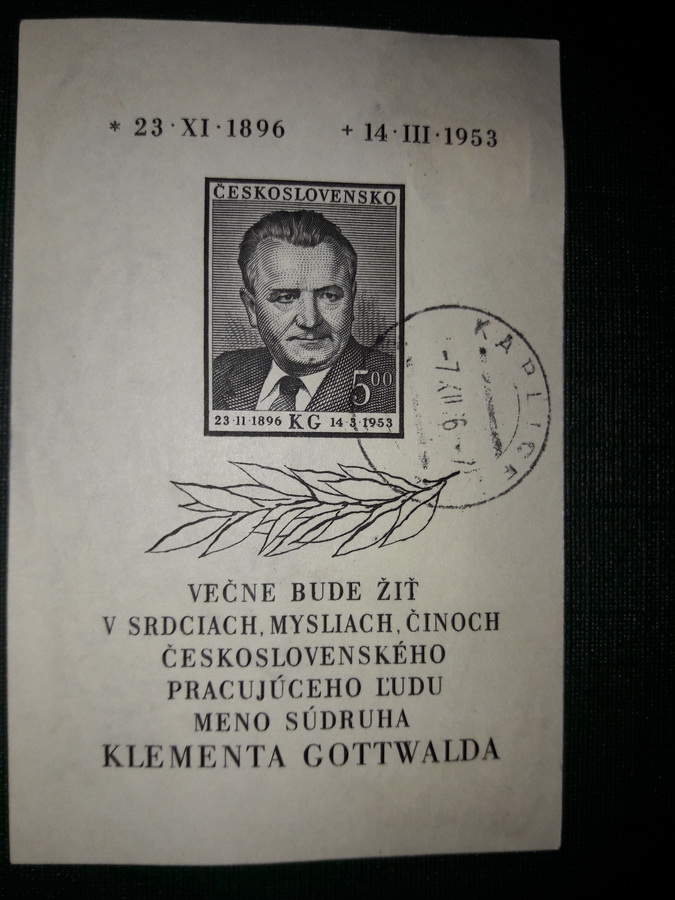 * 23·XI·1896 + 14·III·1953
ČESKOSLOVENSKO
5⁰⁰
23·11·1896 KG 14·3·1953
KAPLICE
VEČNE BUDE ŽIŤ
V SRDCIACH, MYSLIACH, ČINOCH
ČESKOSLOVENSKÉHO
PRACUJÚCEHO ĽUDU
MENO SÚDRUHA
KLEMENTA GOTTWALDA